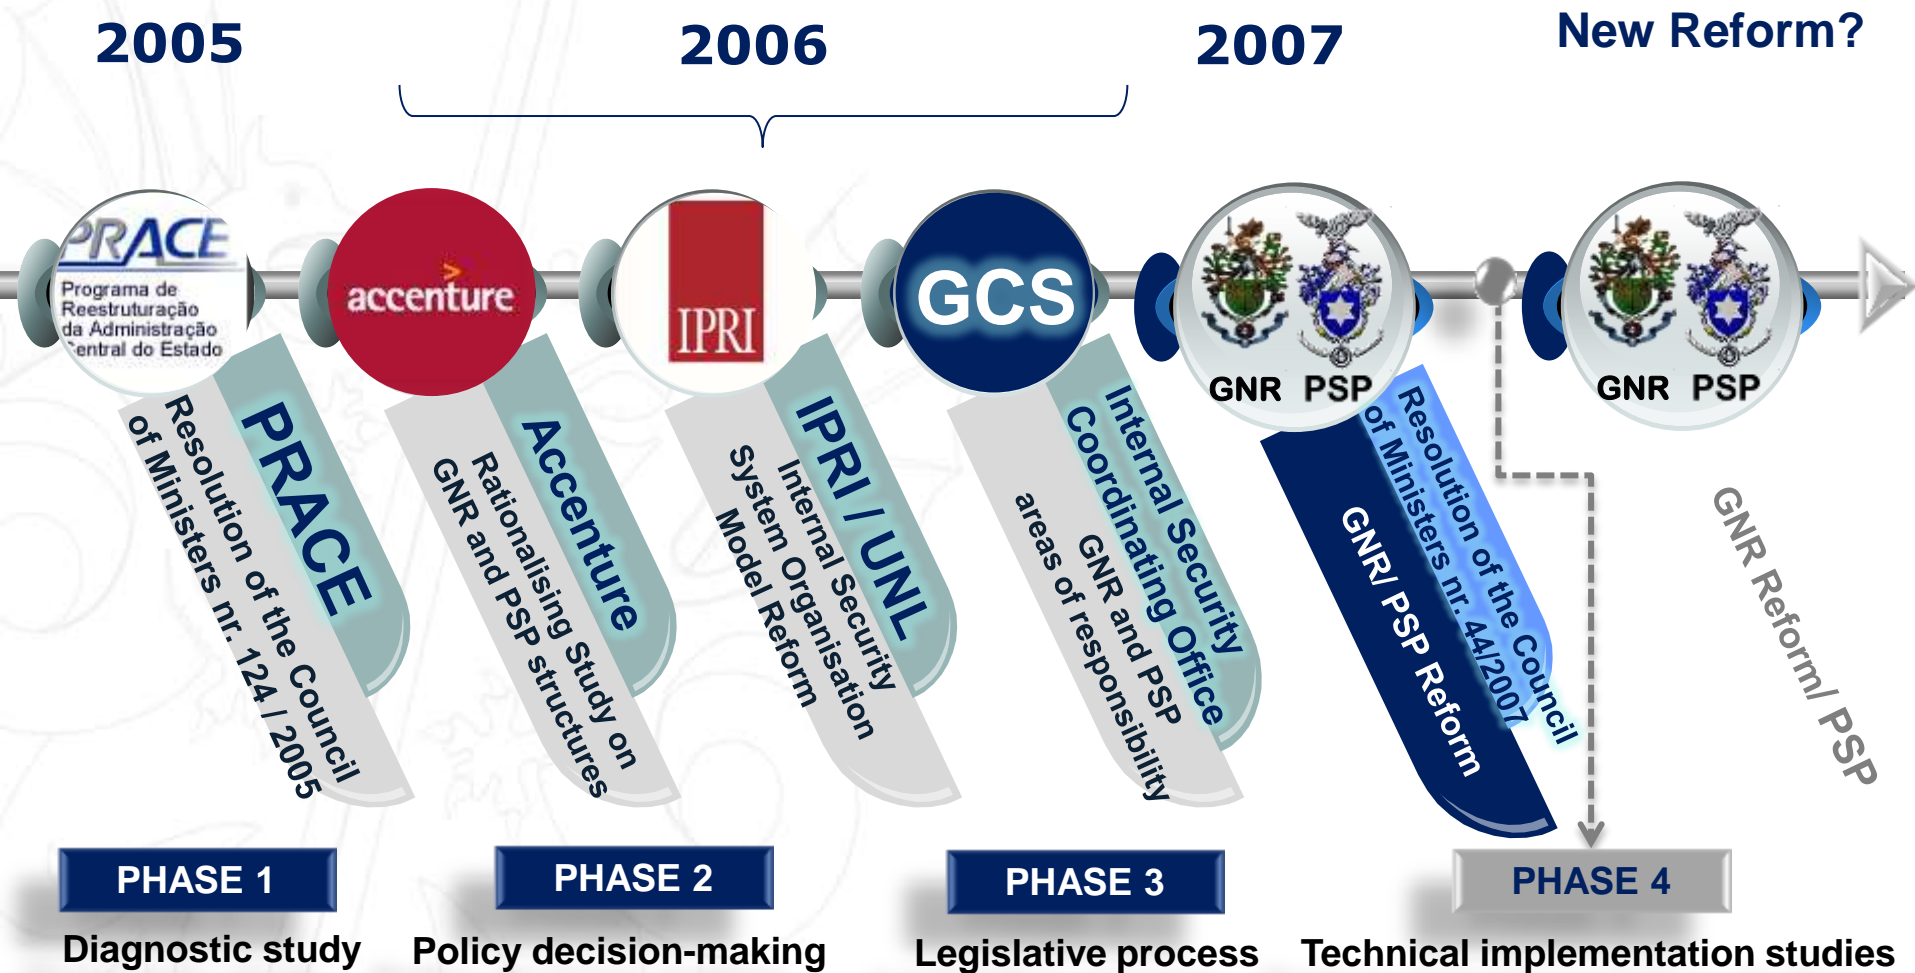 2005
2006
2007
New Reform?
PRACE
Programa de
Reestruturação
da Administração
Central do Estado
accenture
IPRI
GCS
GNR PSP
GNR PSP
PRACE
Resolution of the Council
of Ministers nr. 124 / 2005
Accenture
Rationalising Study on
GNR and PSP structures
IPRI / UNL
Internal Security
System Organisation
Model Reform
Internal Security
Coordinating Office
GNR and PSP
areas of responsibility
Resolution of the Council
of Ministers nr. 44/2007
GNR/ PSP Reform
GNR Reform/ PSP
PHASE 1
PHASE 2
PHASE 3
PHASE 4
Diagnostic study
Policy decision-making
Legislative process
Technical implementation studies